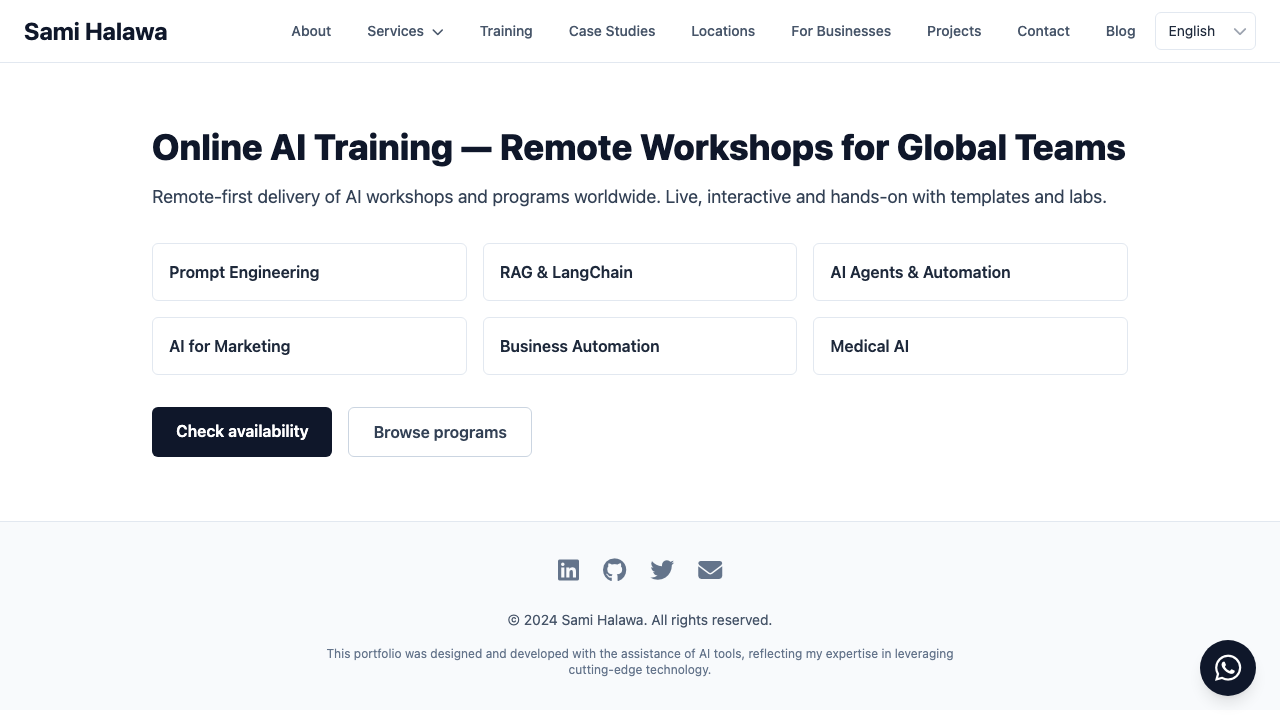 Sami Halawa
About
Services
Training
Case Studies
Locations
For Businesses
Projects
Contact
Blog
English
Online AI Training — Remote Workshops for Global Teams
Remote-first delivery of AI workshops and programs worldwide. Live, interactive and hands-on with templates and labs.
Prompt Engineering
RAG & LangChain
AI Agents & Automation
AI for Marketing
Business Automation
Medical AI
Check availability
Browse programs
© 2024 Sami Halawa. All rights reserved.
This portfolio was designed and developed with the assistance of AI tools, reflecting my expertise in leveraging
cutting-edge technology.